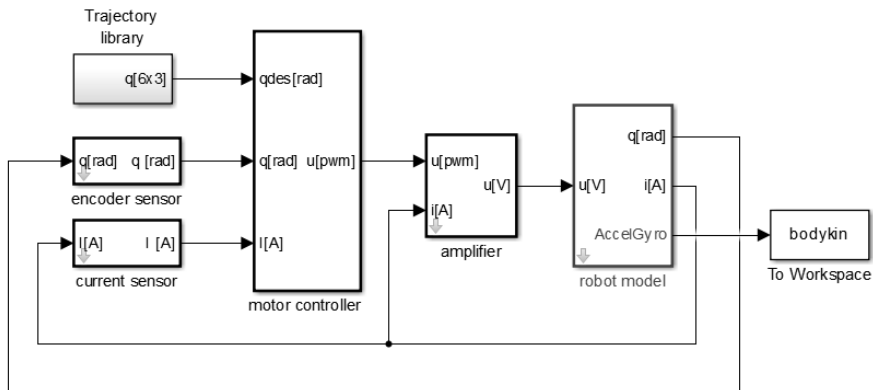 Trajectory
library
q[6x3]
qdes[rad]
q[rad] q [rad]
encoder sensor
q[rad] u[pwm]
I[A] I [A]
current sensor
I[A]
motor controller
u[pwm]
u[V]
i[A]
amplifier
q[rad]
u[V] i[A]
AccelGyro
robot model
bodykin
To Workspace